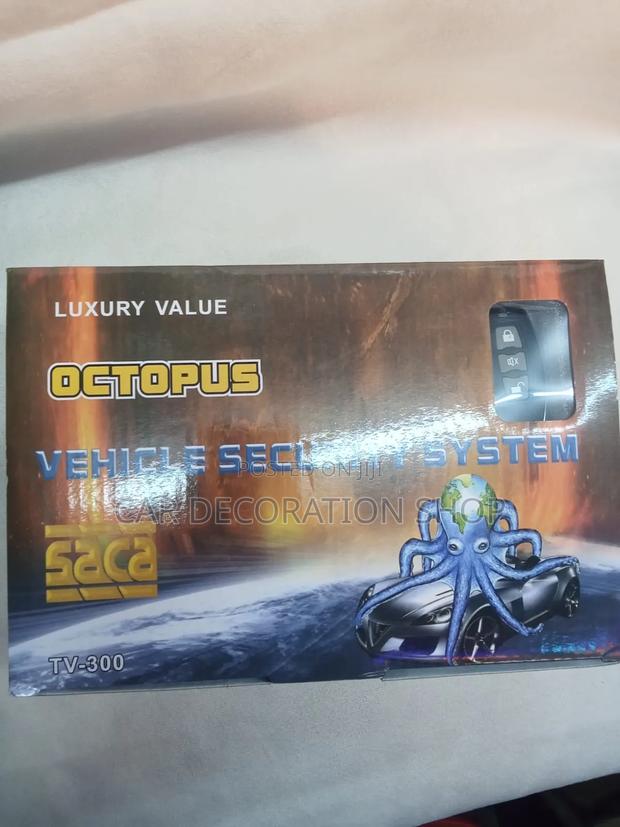 LUXURY VALUE
OCTOPUS
VEHICLE SECURITY SYSTEM
POSTED ON jiji
CAR DECORATION SHOP
saca
TV-300